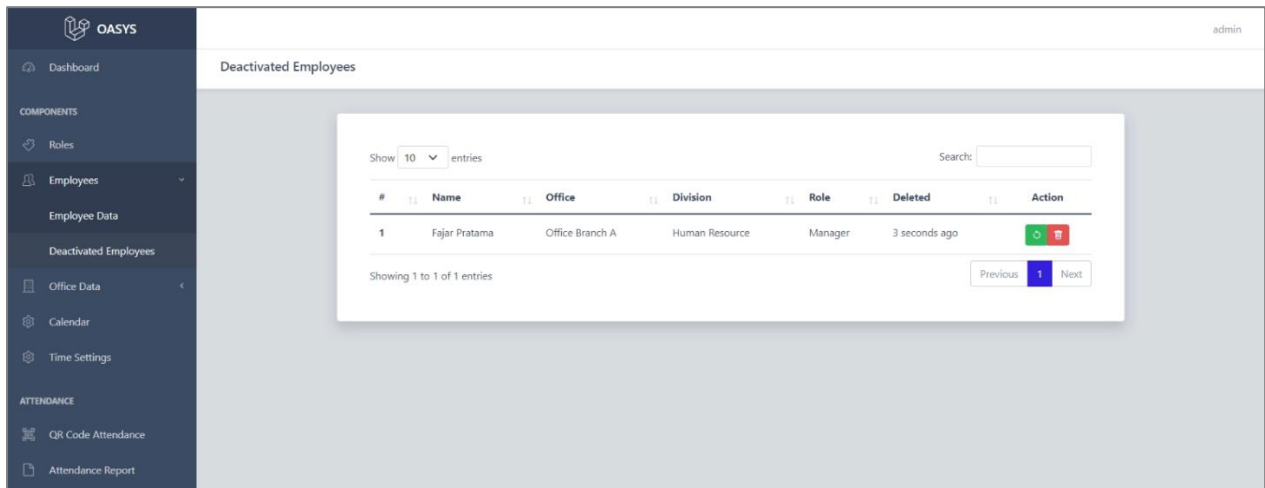 OASYS
admin
Dashboard
Deactivated Employees
COMPONENTS
Roles
Employees
Employee Data
Deactivated Employees
Office Data
Calendar
Time Settings
ATTENDANCE
QR Code Attendance
Attendance Report
Show 10 entries
Search:
# Name Office Division Role Deleted Action
1 Fajar Pratama Office Branch A Human Resource Manager 3 seconds ago
Showing 1 to 1 of 1 entries
Previous 1 Next